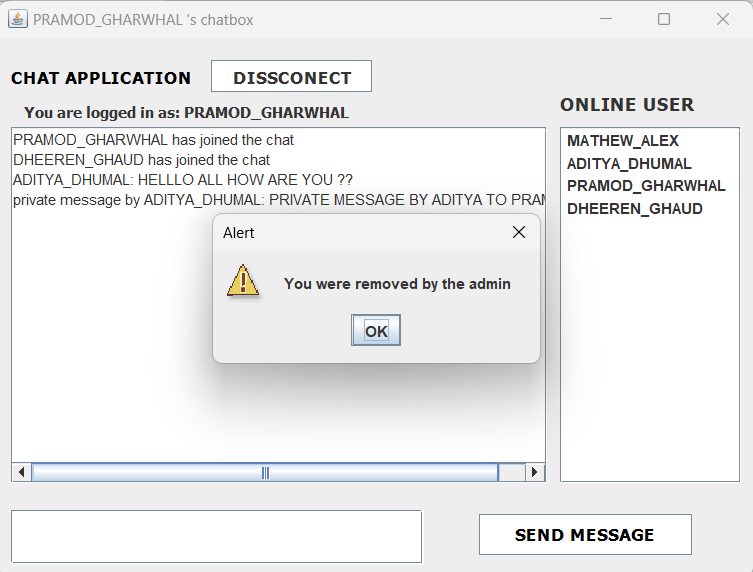 PRAMOD_GHARWHAL 's chatbox
CHAT APPLICATION
DISSCONECT
You are logged in as: PRAMOD_GHARWHAL
PRAMOD_GHARWHAL has joined the chat
DHEEREN_GHAUD has joined the chat
ADITYA_DHUMAL: HELLLO ALL HOW ARE YOU ??
private message by ADITYA_DHUMAL: PRIVATE MESSAGE BY ADITYA TO PRAM
ONLINE USER
MATHEW_ALEX
ADITYA_DHUMAL
PRAMOD_GHARWHAL
DHEEREN_GHAUD
Alert
You were removed by the admin
OK
SEND MESSAGE